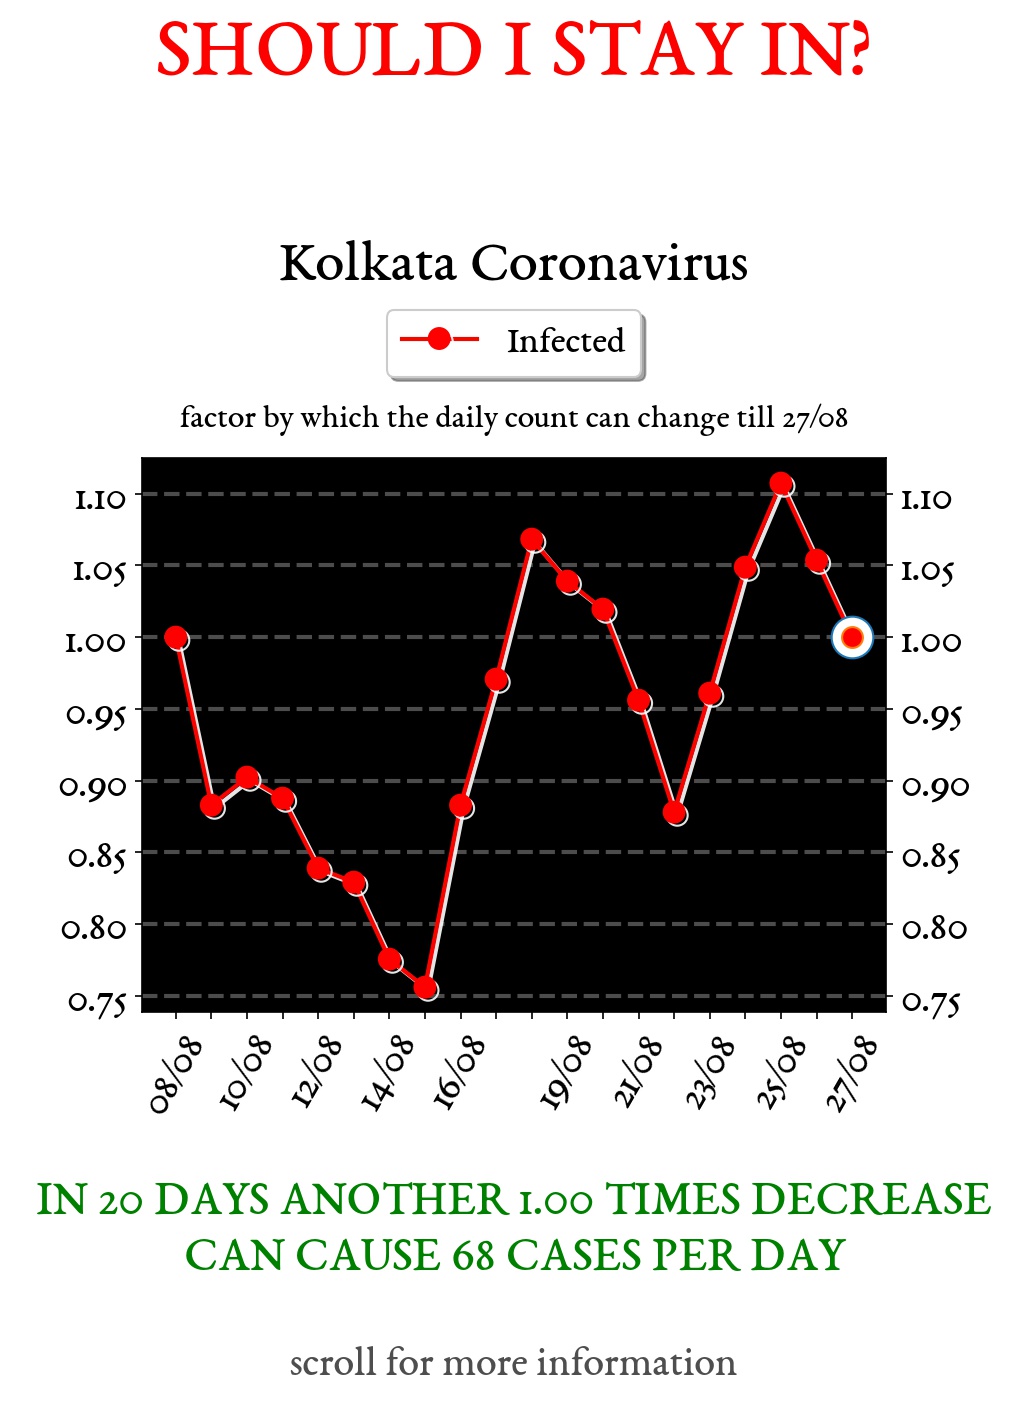 SHOULD I STAY IN?
Kolkata Coronavirus
Infected
factor by which the daily count can change till 27/08
1.10 1.10
1.05 1.05
1.00 1.00
0.95 0.95
0.90 0.90
0.85 0.85
0.80 0.80
0.75 0.75
08/08 10/08 12/08 14/08 16/08 19/08 21/08 23/08 25/08 27/08
IN 20 DAYS ANOTHER 1.00 TIMES DECREASE
CAN CAUSE 68 CASES PER DAY
scroll for more information